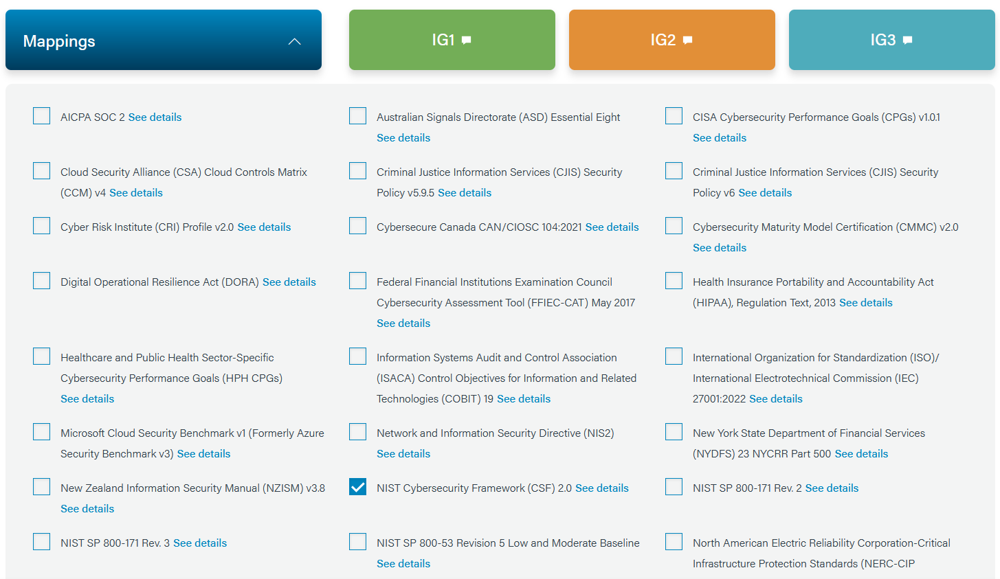 Mappings
IG1
IG2
IG3
AICPA SOC 2 See details
Australian Signals Directorate (ASD) Essential Eight
See details
CISA Cybersecurity Performance Goals (CPGs) v1.0.1
See details
Cloud Security Alliance (CSA) Cloud Controls Matrix
(CCM) v4 See details
Criminal Justice Information Services (CJIS) Security
Policy v5.9.5 See details
Criminal Justice Information Services (CJIS) Security
Policy v6 See details
Cyber Risk Institute (CRI) Profile v2.0 See details
Cybersecure Canada CAN/CIOSC 104:2021 See details
Cybersecurity Maturity Model Certification (CMMC) v2.0
See details
Digital Operational Resilience Act (DORA) See details
Federal Financial Institutions Examination Council
Cybersecurity Assessment Tool (FFIEC-CAT) May 2017
See details
Health Insurance Portability and Accountability Act
(HIPAA), Regulation Text, 2013 See details
Healthcare and Public Health Sector-Specific
Cybersecurity Performance Goals (HPH CPGs)
See details
Information Systems Audit and Control Association
(ISACA) Control Objectives for Information and Related
Technologies (COBIT) 19 See details
International Organization for Standardization (ISO)/
International Electrotechnical Commission (IEC)
27001:2022 See details
Microsoft Cloud Security Benchmark v1 (Formerly Azure
Security Benchmark v3) See details
Network and Information Security Directive (NIS2)
See details
New York State Department of Financial Services
(NYDFS) 23 NYCRR Part 500 See details
New Zealand Information Security Manual (NZISM) v3.8
See details
NIST Cybersecurity Framework (CSF) 2.0 See details
NIST SP 800-171 Rev. 2 See details
NIST SP 800-171 Rev. 3 See details
NIST SP 800-53 Revision 5 Low and Moderate Baseline
See details
North American Electric Reliability Corporation-Critical
Infrastructure Protection Standards (NERC-CIP